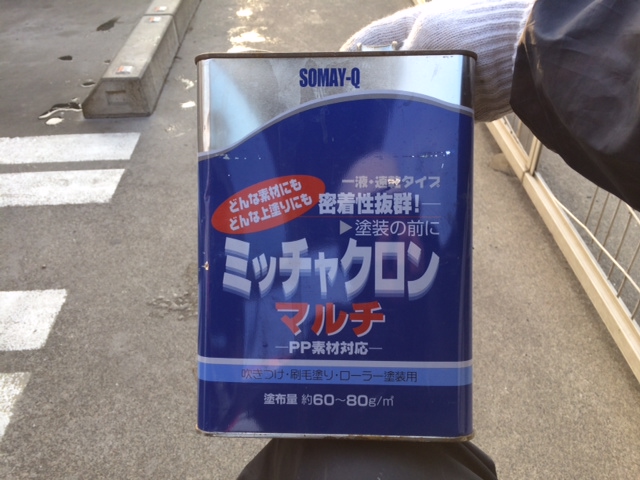 SOMAY-Q
一液・速乾タイプ
どんな素材にも
どんな上塗りにも
密着性抜群!
▶塗装の前に
ミッチャクロン
マルチ
—PP素材対応—
吹きつけ・刷毛塗り・ローラー塗装用
塗布量 約60〜80g/㎡